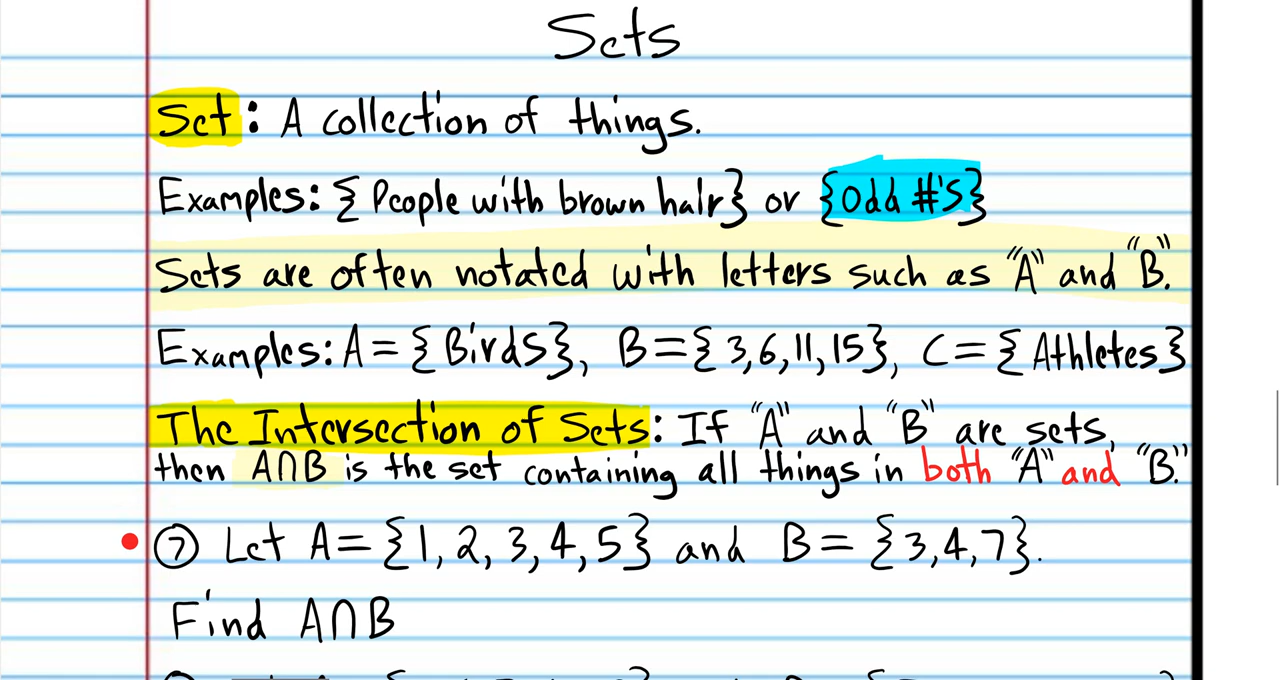 Sets
Set: A collection of things.
Examples: {People with brown hair} or {Odd #'s}
Sets are often notated with letters such as "A" and "B".
Examples: A = {Birds}, B = {3, 6, 11, 15}, C = {Athletes}
The Intersection of Sets: If "A" and "B" are sets,
then A∩B is the set containing all things in both "A" and "B."
⑦ Let A = {1, 2, 3, 4, 5} and B = {3, 4, 7}.
Find A∩B